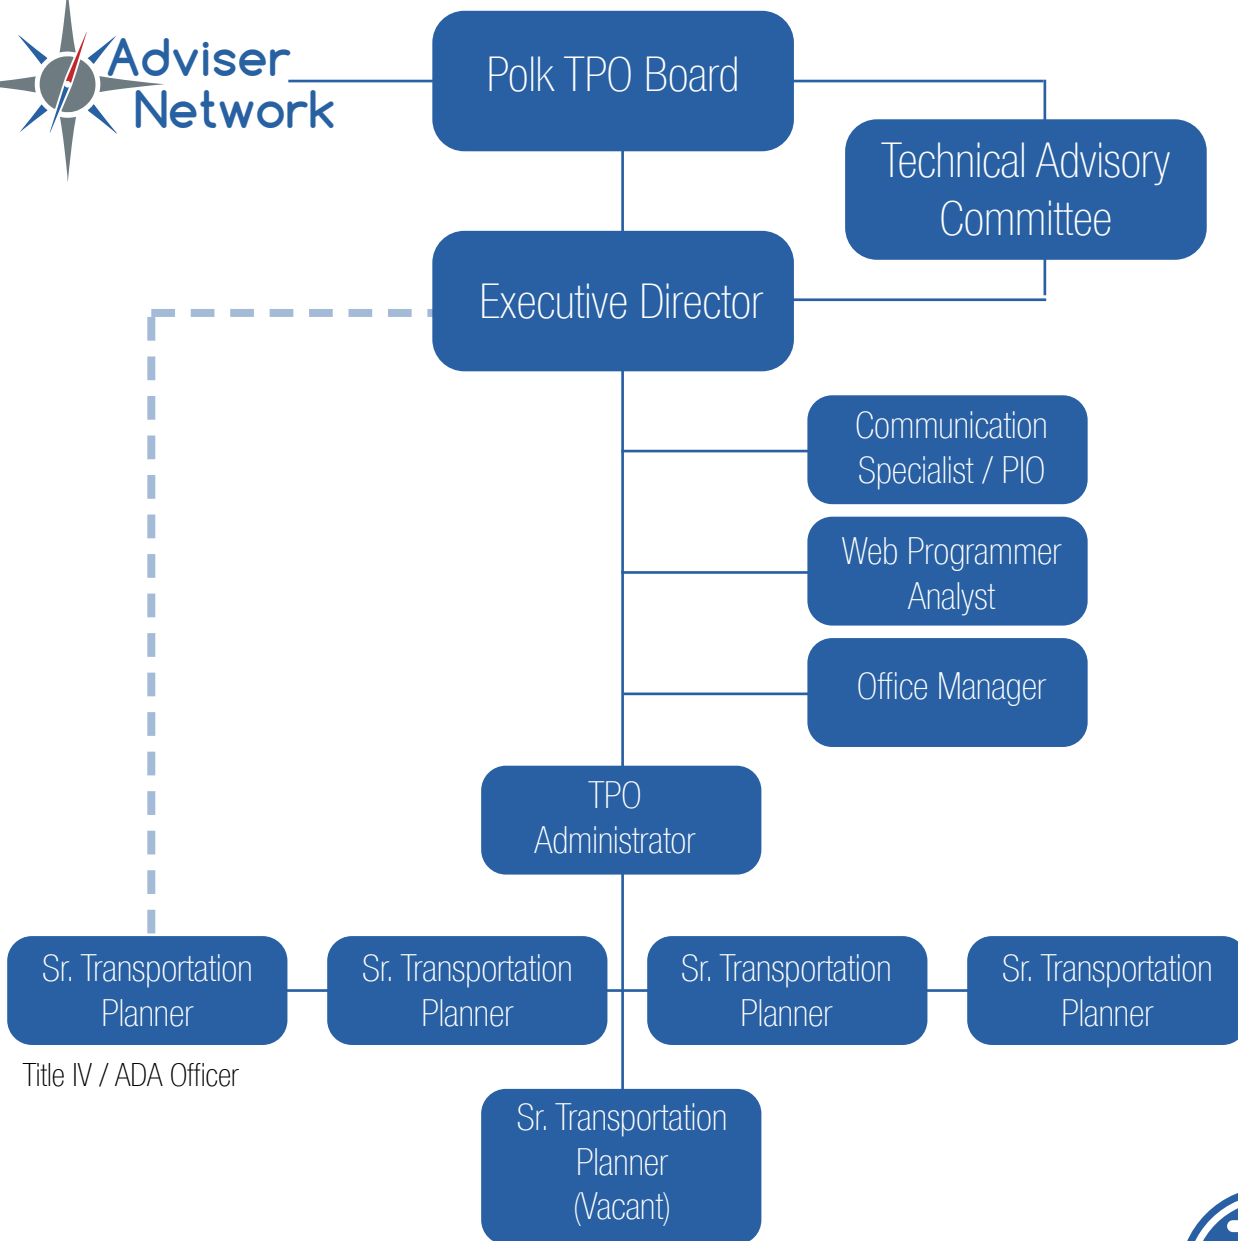 Adviser
Network
Polk TPO Board
Technical Advisory
Committee
Executive Director
Communication
Specialist / PIO
Web Programmer
Analyst
Office Manager
TPO
Administrator
Sr. Transportation
Planner
Sr. Transportation
Planner
Sr. Transportation
Planner
Sr. Transportation
Planner
Title IV / ADA Officer
Sr. Transportation
Planner
(Vacant)